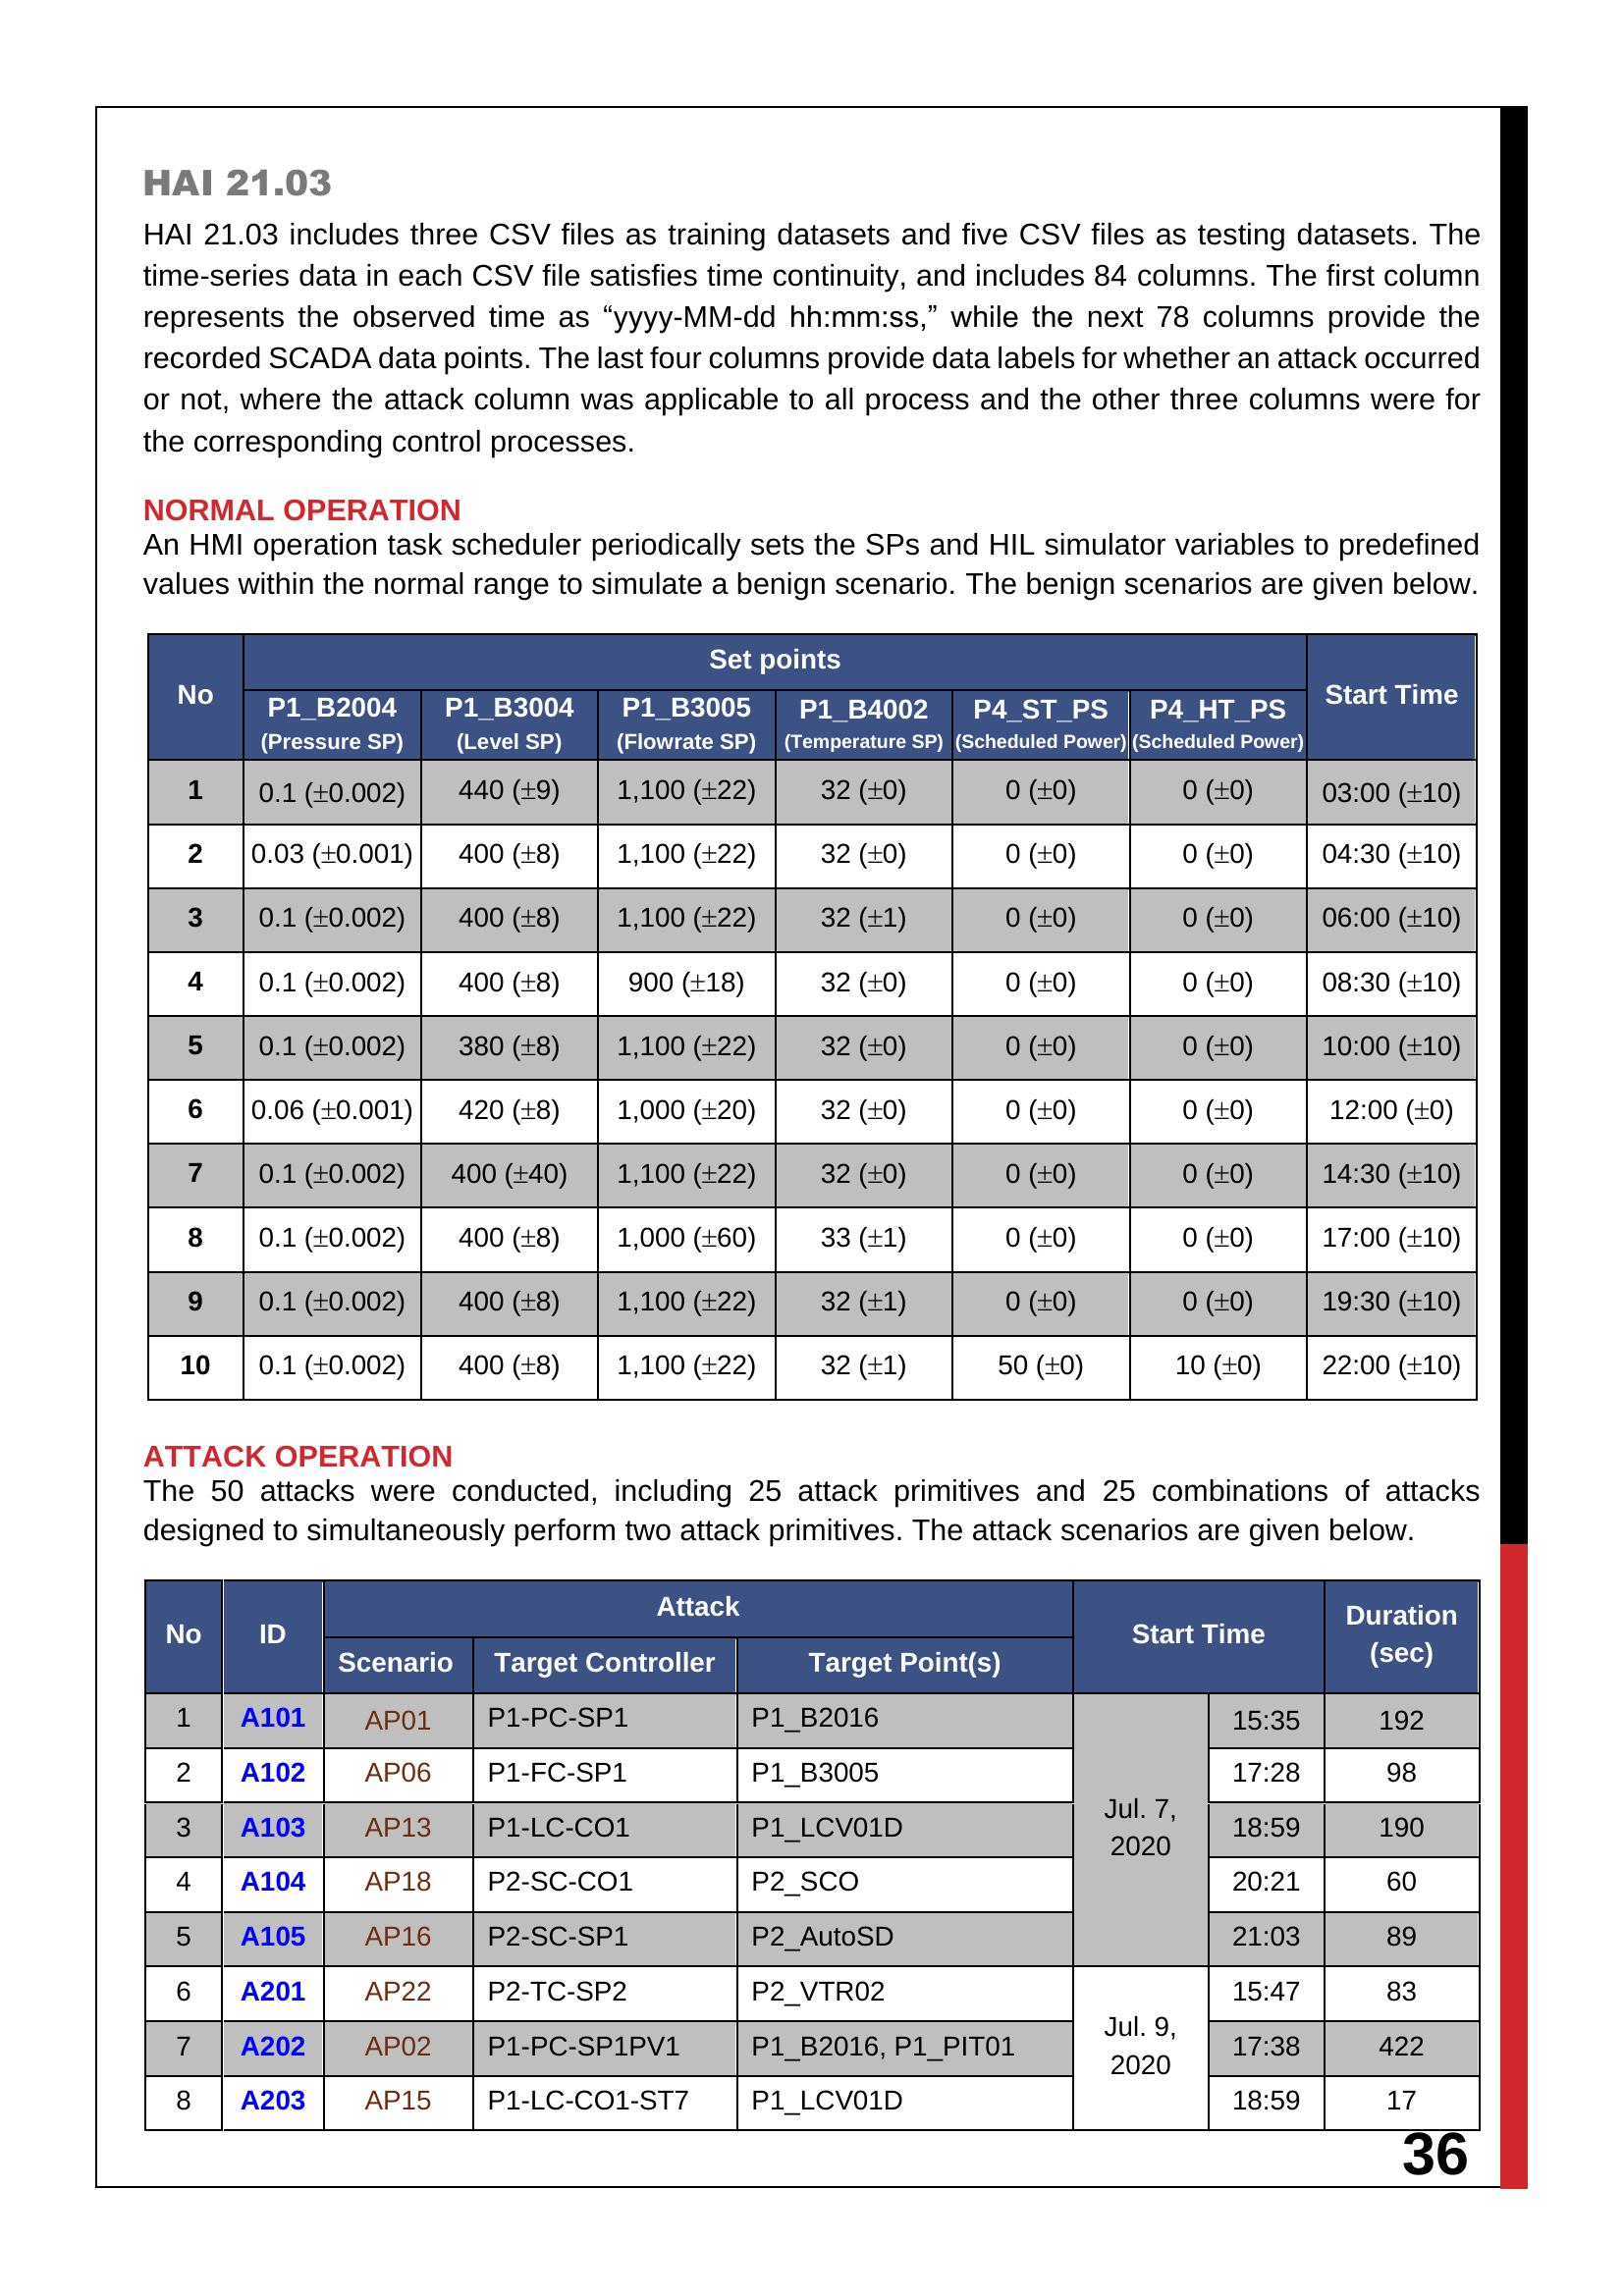 HAI 21.03
HAI 21.03 includes three CSV files as training datasets and five CSV files as testing datasets. The
time-series data in each CSV file satisfies time continuity, and includes 84 columns. The first column
represents the observed time as “yyyy-MM-dd hh:mm:ss,” while the next 78 columns provide the
recorded SCADA data points. The last four columns provide data labels for whether an attack occurred
or not, where the attack column was applicable to all process and the other three columns were for
the corresponding control processes.
NORMAL OPERATION
An HMI operation task scheduler periodically sets the SPs and HIL simulator variables to predefined
values within the normal range to simulate a benign scenario. The benign scenarios are given below.
No Set points Start Time
P1_B2004 P1_B3004 P1_B3005 P1_B4002 P4_ST_PS P4_HT_PS
(Pressure SP) (Level SP) (Flowrate SP) (Temperature SP) (Scheduled Power) (Scheduled Power)
1 0.1 (±0.002) 440 (±9) 1,100 (±22) 32 (±0) 0 (±0) 0 (±0) 03:00 (±10)
2 0.03 (±0.001) 400 (±8) 1,100 (±22) 32 (±0) 0 (±0) 0 (±0) 04:30 (±10)
3 0.1 (±0.002) 400 (±8) 1,100 (±22) 32 (±1) 0 (±0) 0 (±0) 06:00 (±10)
4 0.1 (±0.002) 400 (±8) 900 (±18) 32 (±0) 0 (±0) 0 (±0) 08:30 (±10)
5 0.1 (±0.002) 380 (±8) 1,100 (±22) 32 (±0) 0 (±0) 0 (±0) 10:00 (±10)
6 0.06 (±0.001) 420 (±8) 1,000 (±20) 32 (±0) 0 (±0) 0 (±0) 12:00 (±0)
7 0.1 (±0.002) 400 (±40) 1,100 (±22) 32 (±0) 0 (±0) 0 (±0) 14:30 (±10)
8 0.1 (±0.002) 400 (±8) 1,000 (±60) 33 (±1) 0 (±0) 0 (±0) 17:00 (±10)
9 0.1 (±0.002) 400 (±8) 1,100 (±22) 32 (±1) 0 (±0) 0 (±0) 19:30 (±10)
10 0.1 (±0.002) 400 (±8) 1,100 (±22) 32 (±1) 50 (±0) 10 (±0) 22:00 (±10)
ATTACK OPERATION
The 50 attacks were conducted, including 25 attack primitives and 25 combinations of attacks
designed to simultaneously perform two attack primitives. The attack scenarios are given below.
No ID Attack Start Time Duration (sec)
Scenario Target Controller Target Point(s)
1 A101 AP01 P1-PC-SP1 P1_B2016 Jul. 7, 2020 15:35 192
2 A102 AP06 P1-FC-SP1 P1_B3005 17:28 98
3 A103 AP13 P1-LC-CO1 P1_LCV01D 18:59 190
4 A104 AP18 P2-SC-CO1 P2_SCO 20:21 60
5 A105 AP16 P2-SC-SP1 P2_AutoSD 21:03 89
6 A201 AP22 P2-TC-SP2 P2_VTR02 Jul. 9, 2020 15:47 83
7 A202 AP02 P1-PC-SP1PV1 P1_B2016, P1_PIT01 17:38 422
8 A203 AP15 P1-LC-CO1-ST7 P1_LCV01D 18:59 17
36